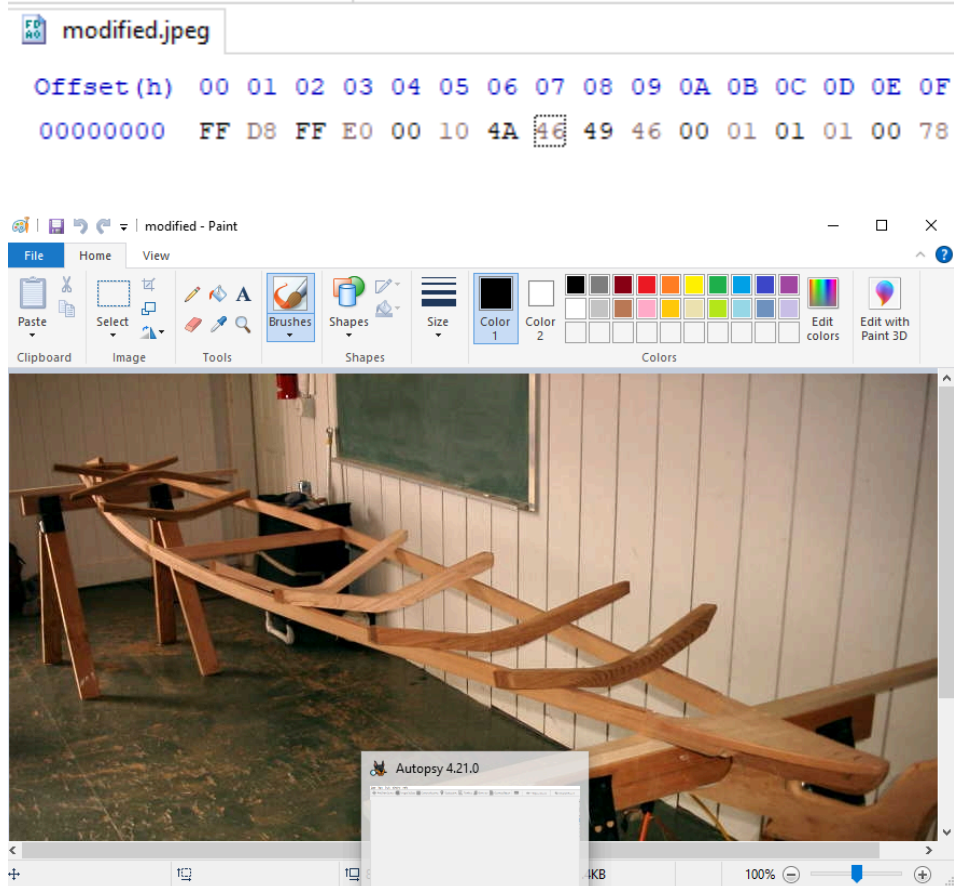 modified.jpeg
Offset(h) 00 01 02 03 04 05 06 07 08 09 0A 0B 0C 0D 0E 0F
00000000 FF D8 FF E0 00 10 4A 46 49 46 00 01 01 01 00 78
modified - Paint
File Home View
Paste Select Brushes Shapes Size Color 1 Color 2 Edit colors Edit with Paint 3D
Clipboard Image Tools Shapes Colors
Autopsy 4.21.0
KB 100%